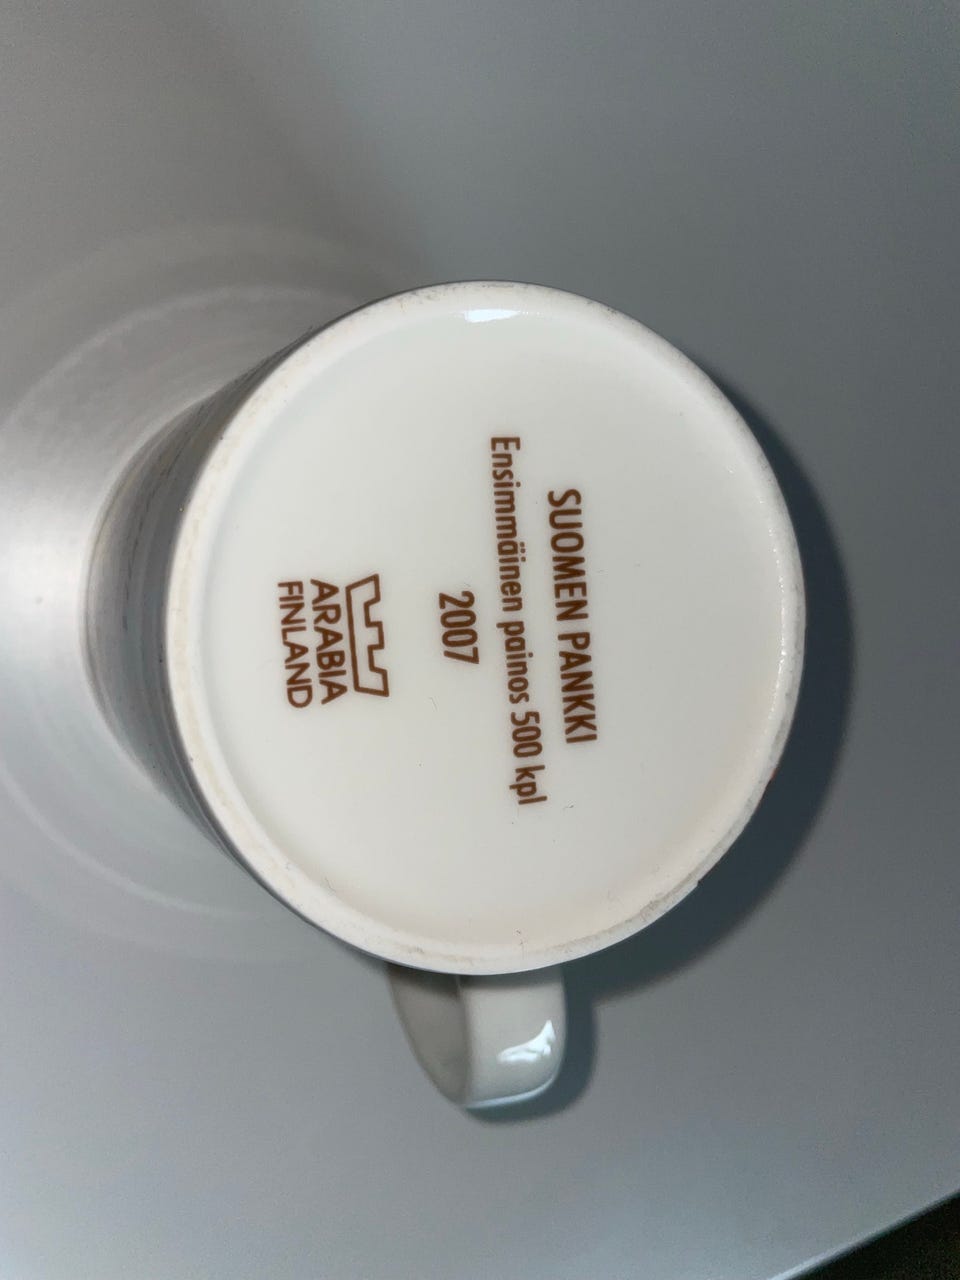 SUOMEN PANKKI
Ensimmäinen painos 500 kpl
2007
ARABIA
FINLAND